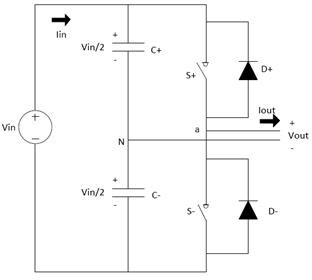 Iin
+
Vin/2
-
C+
S+
D+
Vin
+
−
a
Iout
+
Vout
-
N
+
Vin/2
-
C-
S-
D-